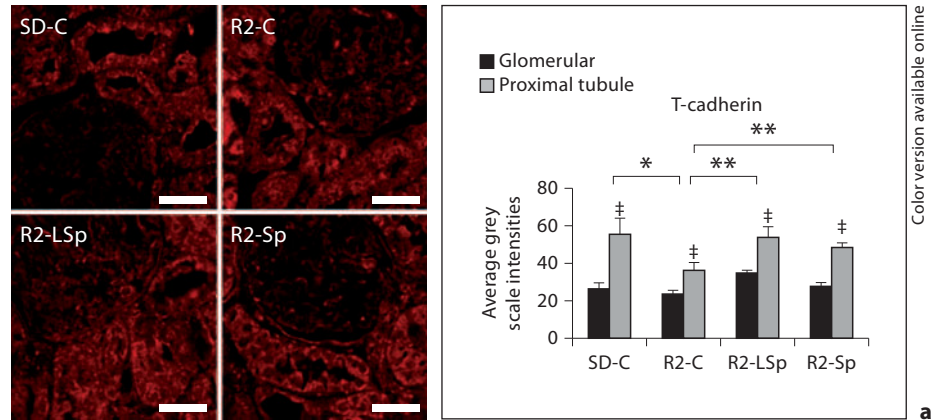 SD-C
R2-C
R2-LSp
R2-Sp
Glomerular
Proximal tubule
T-cadherin
**
* **
80
60
40
20
0
‡ ‡ ‡ ‡
Average grey
scale intensities
SD-C R2-C R2-LSp R2-Sp
Color version available online
a